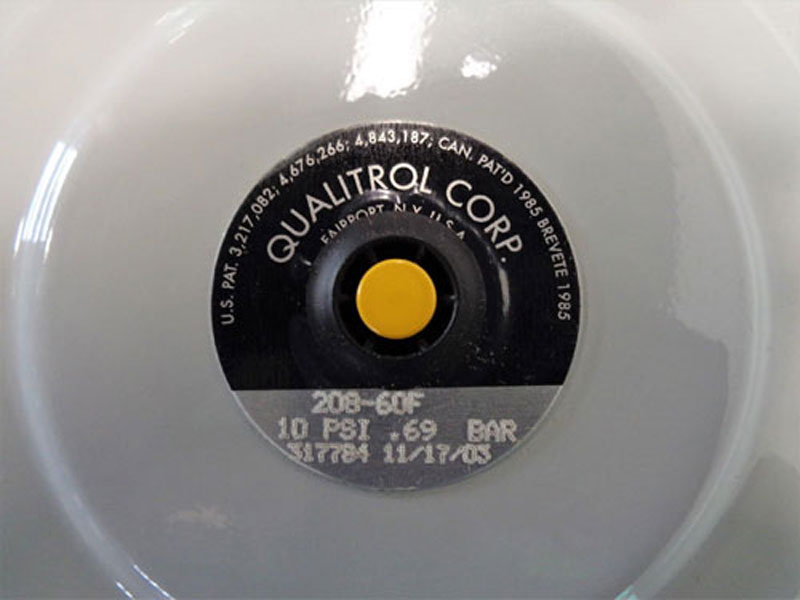 U.S. PAT. 3,217,082; 4,676,266; 4,843,187; CAN. PAT'D 1985 BREVETE 1985
QUALITROL CORP.
FAIRPORT N.Y. U.S.A.
208-60F
10 PSI .69 BAR
317784 11/17/03